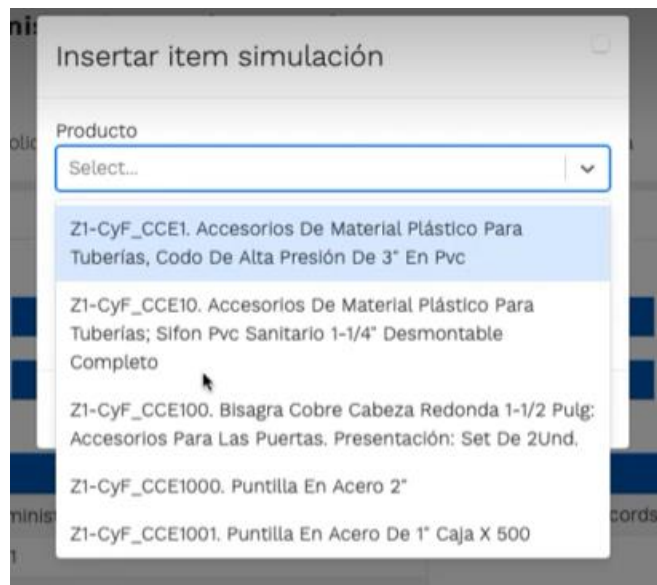 Insertar item simulación
Producto
Select...
Z1-CyF_CCE1. Accesorios De Material Plástico Para
Tuberías, Codo De Alta Presión De 3" En Pvc
Z1-CyF_CCE10. Accesorios De Material Plástico Para
Tuberías; Sifon Pvc Sanitario 1-1/4" Desmontable
Completo
Z1-CyF_CCE100. Bisagra Cobre Cabeza Redonda 1-1/2 Pulg:
Accesorios Para Las Puertas. Presentación: Set De 2Und.
Z1-CyF_CCE1000. Puntilla En Acero 2"
Z1-CyF_CCE1001. Puntilla En Acero De 1" Caja X 500